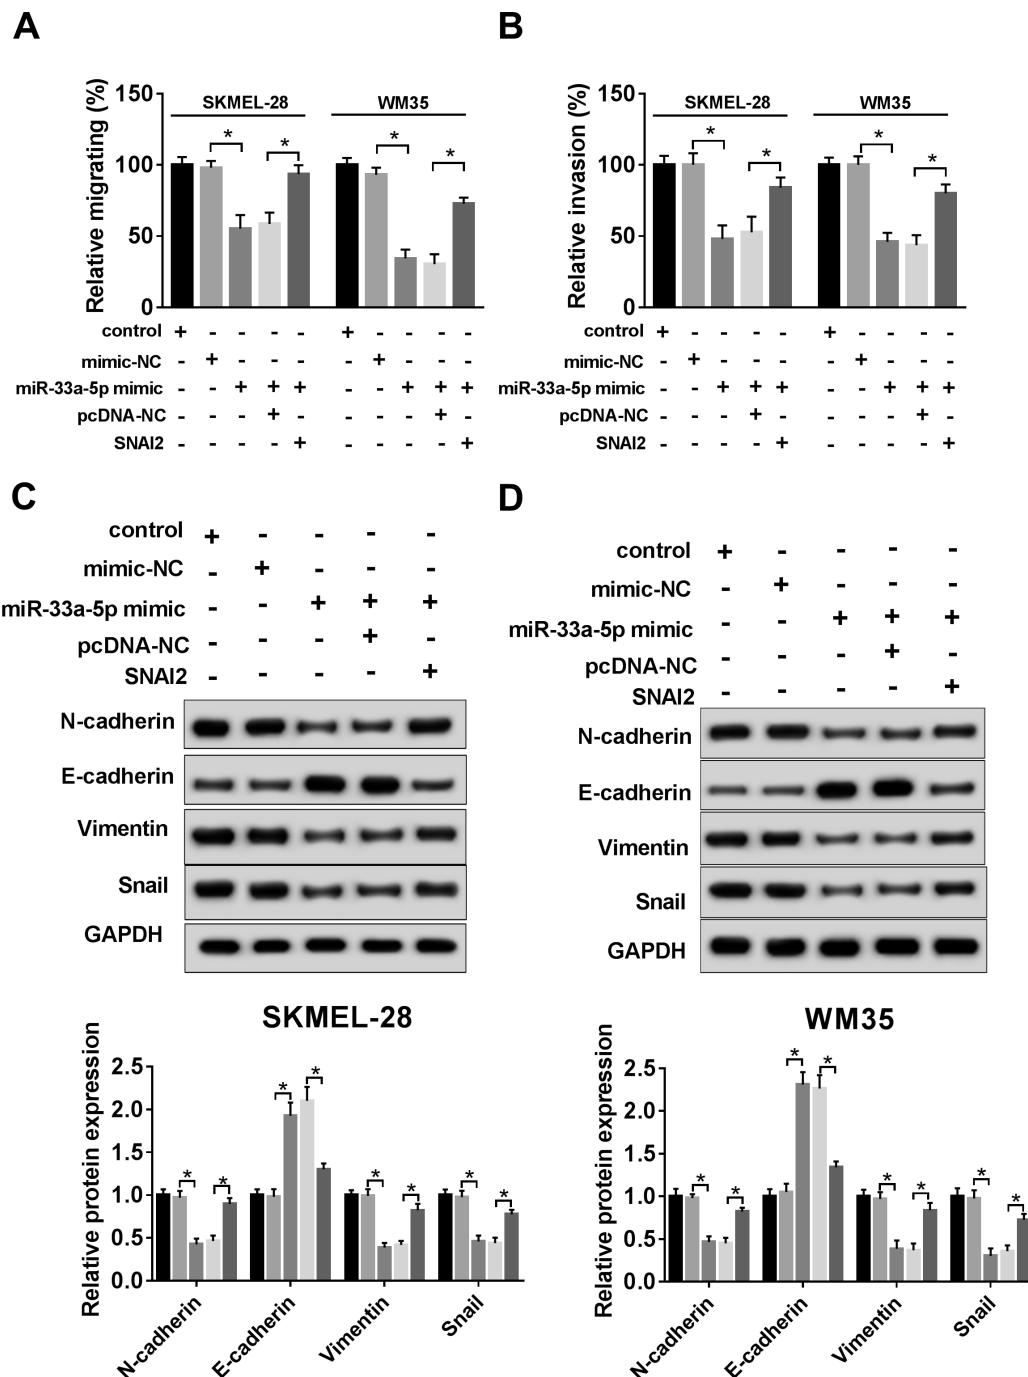 A
Relative migrating (%)
150
100
50
0
SKMEL-28
WM35
*
*
*
*
control + - - - - + - - - -
mimic-NC - + - - - - + - - -
miR-33a-5p mimic - - + + + - - + + +
pcDNA-NC - - - + - - - - + -
SNAI2 - - - - + - - - - +
B
Relative invasion (%)
150
100
50
0
SKMEL-28
WM35
*
*
*
*
control + - - - - + - - - -
mimic-NC - + - - - - + - - -
miR-33a-5p mimic - - + + + - - + + +
pcDNA-NC - - - + - - - - + -
SNAI2 - - - - + - - - - +
C
control + - - - -
mimic-NC - + - - -
miR-33a-5p mimic - - + + +
pcDNA-NC - - - + -
SNAI2 - - - - +
N-cadherin
E-cadherin
Vimentin
Snail
GAPDH
SKMEL-28
Relative protein expression
2.5
2.0
1.5
1.0
0.5
0.0
* * * * * * * *
N-cadherin
E-cadherin
Vimentin
Snail
D
control + - - - -
mimic-NC - + - - -
miR-33a-5p mimic - - + + +
pcDNA-NC - - - + -
SNAI2 - - - - +
N-cadherin
E-cadherin
Vimentin
Snail
GAPDH
WM35
Relative protein expression
2.5
2.0
1.5
1.0
0.5
0.0
* * * * * * * *
N-cadherin
E-cadherin
Vimentin
Snail